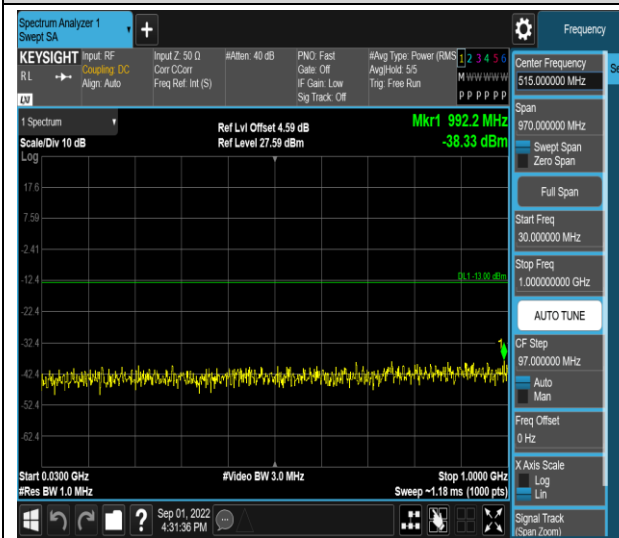 Spectrum Analyzer 1
Swept SA
+
Frequency
KEYSIGHT
RL
LXI
Input: RF
Coupling: DC
Align: Auto
Input Z: 50 Ω
Corr CCorr
Freq Ref: Int (S)
#Atten: 40 dB
PNO: Fast
Gate: Off
IF Gain: Low
Sig Track: Off
#Avg Type: Power (RMS
Avg|Hold: 5/5
Trig: Free Run
1 2 3 4 5 6
M W W W W W
P P P P P P
1 Spectrum
Scale/Div 10 dB
Log
Ref Lvl Offset 4.59 dB
Ref Level 27.59 dBm
Mkr1 992.2 MHz
-38.33 dBm
17.6
7.59
-2.41
-12.4
DL1 -13.00 dBm
-22.4
-32.4
1
-42.4
-52.4
-62.4
Start 0.0300 GHz
#Res BW 1.0 MHz
#Video BW 3.0 MHz
Stop 1.0000 GHz
Sweep ~1.18 ms (1000 pts)
?
Sep 01, 2022
4:31:36 PM
Center Frequency
515.000000 MHz
Se
Span
970.000000 MHz
Swept Span
Zero Span
Full Span
Start Freq
30.000000 MHz
Stop Freq
1.00000000 GHz
AUTO TUNE
CF Step
97.000000 MHz
Auto
Man
Freq Offset
0 Hz
X Axis Scale
Log
Lin
Signal Track
(Span Zoom)